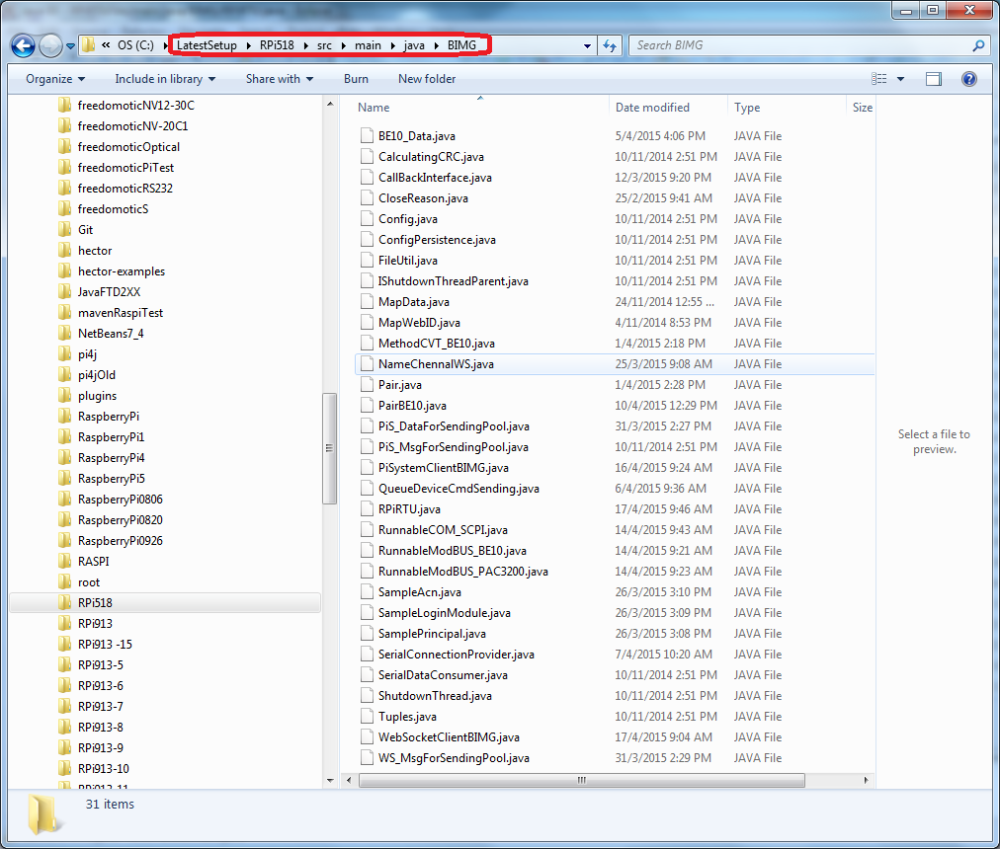 « OS (C:) LatestSetup RPi518 src main java BIMG Search BIMG
Organize Include in library Share with Burn New folder
freedomoticNV12-30C
freedomoticNV-20C1
freedomoticOptical
freedomoticPiTest
freedomoticRS232
freedomoticS
Git
hector
hector-examples
JavaFTD2XX
mavenRaspiTest
NetBeans7_4
pi4j
pi4jOld
plugins
RaspberryPi
RaspberryPi1
RaspberryPi4
RaspberryPi5
RaspberryPi0806
RaspberryPi0820
RaspberryPi0926
RASPI
root
RPi518
RPi913
RPi913 -15
RPi913-5
RPi913-6
RPi913-7
RPi913-8
RPi913-9
RPi913-10
RPi913-11
Name Date modified Type Size
BE10_Data.java 5/4/2015 4:06 PM JAVA File
CalculatingCRC.java 10/11/2014 2:51 PM JAVA File
CallBackInterface.java 12/3/2015 9:20 PM JAVA File
CloseReason.java 25/2/2015 9:41 AM JAVA File
Config.java 10/11/2014 2:51 PM JAVA File
ConfigPersistence.java 10/11/2014 2:51 PM JAVA File
FileUtil.java 10/11/2014 2:51 PM JAVA File
IShutdownThreadParent.java 10/11/2014 2:51 PM JAVA File
MapData.java 24/11/2014 12:55 ... JAVA File
MapWebID.java 4/11/2014 8:53 PM JAVA File
MethodCVT_BE10.java 1/4/2015 2:18 PM JAVA File
NameChennalWS.java 25/3/2015 9:08 AM JAVA File
Pair.java 1/4/2015 2:28 PM JAVA File
PairBE10.java 10/4/2015 12:29 PM JAVA File
PiS_DataForSendingPool.java 31/3/2015 2:27 PM JAVA File
PiS_MsgForSendingPool.java 10/11/2014 2:51 PM JAVA File
PiSystemClientBIMG.java 16/4/2015 9:24 AM JAVA File
QueueDeviceCmdSending.java 6/4/2015 9:36 AM JAVA File
RPiRTU.java 17/4/2015 9:46 AM JAVA File
RunnableCOM_SCPI.java 14/4/2015 9:43 AM JAVA File
RunnableModBUS_BE10.java 14/4/2015 9:21 AM JAVA File
RunnableModBUS_PAC3200.java 14/4/2015 9:23 AM JAVA File
SampleAcn.java 26/3/2015 3:10 PM JAVA File
SampleLoginModule.java 26/3/2015 3:09 PM JAVA File
SamplePrincipal.java 26/3/2015 3:08 PM JAVA File
SerialConnectionProvider.java 7/4/2015 10:20 AM JAVA File
SerialDataConsumer.java 10/11/2014 2:51 PM JAVA File
ShutdownThread.java 10/11/2014 2:51 PM JAVA File
Tuples.java 10/11/2014 2:51 PM JAVA File
WebSocketClientBIMG.java 17/4/2015 9:04 AM JAVA File
WS_MsgForSendingPool.java 31/3/2015 2:29 PM JAVA File
Select a file to
preview.
31 items